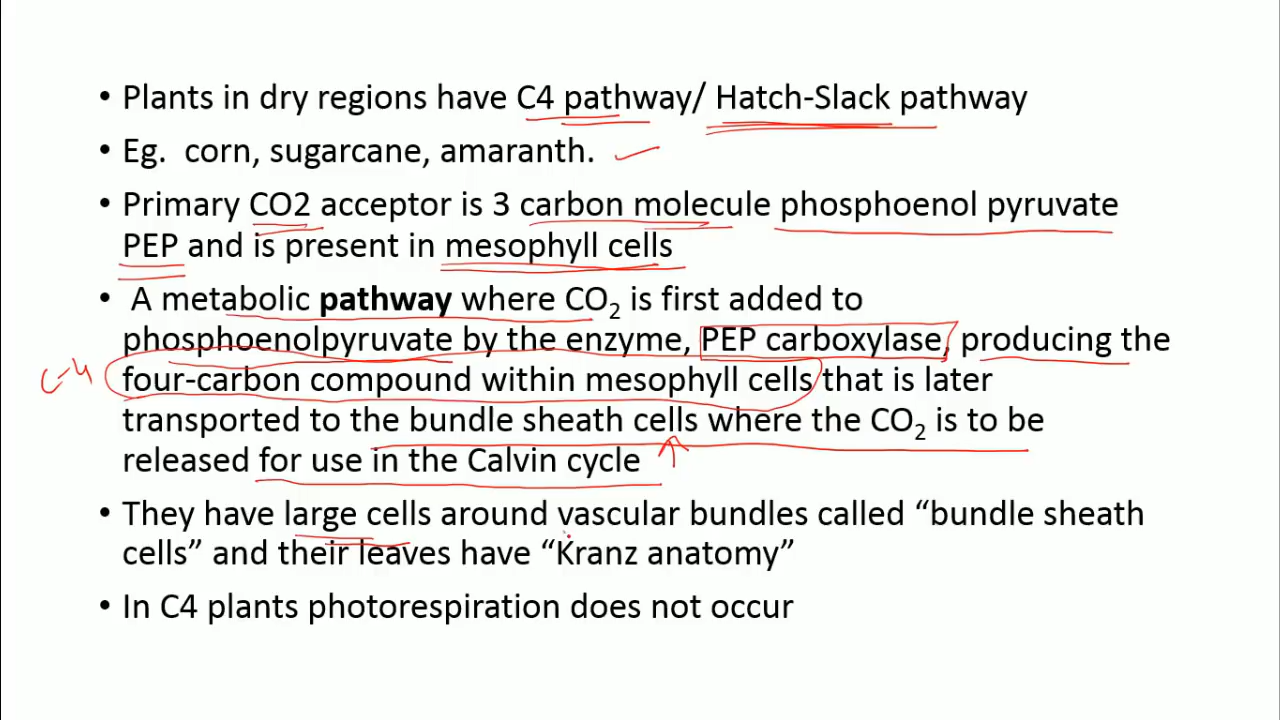 • Plants in dry regions have C4 pathway/ Hatch-Slack pathway
• Eg. corn, sugarcane, amaranth.
• Primary CO2 acceptor is 3 carbon molecule phosphoenol pyruvate
PEP and is present in mesophyll cells
• A metabolic pathway where CO₂ is first added to
phosphoenolpyruvate by the enzyme, PEP carboxylase, producing the
C-4 four-carbon compound within mesophyll cells that is later
transported to the bundle sheath cells where the CO₂ is to be
released for use in the Calvin cycle
• They have large cells around vascular bundles called “bundle sheath
cells” and their leaves have “Kranz anatomy”
• In C4 plants photorespiration does not occur